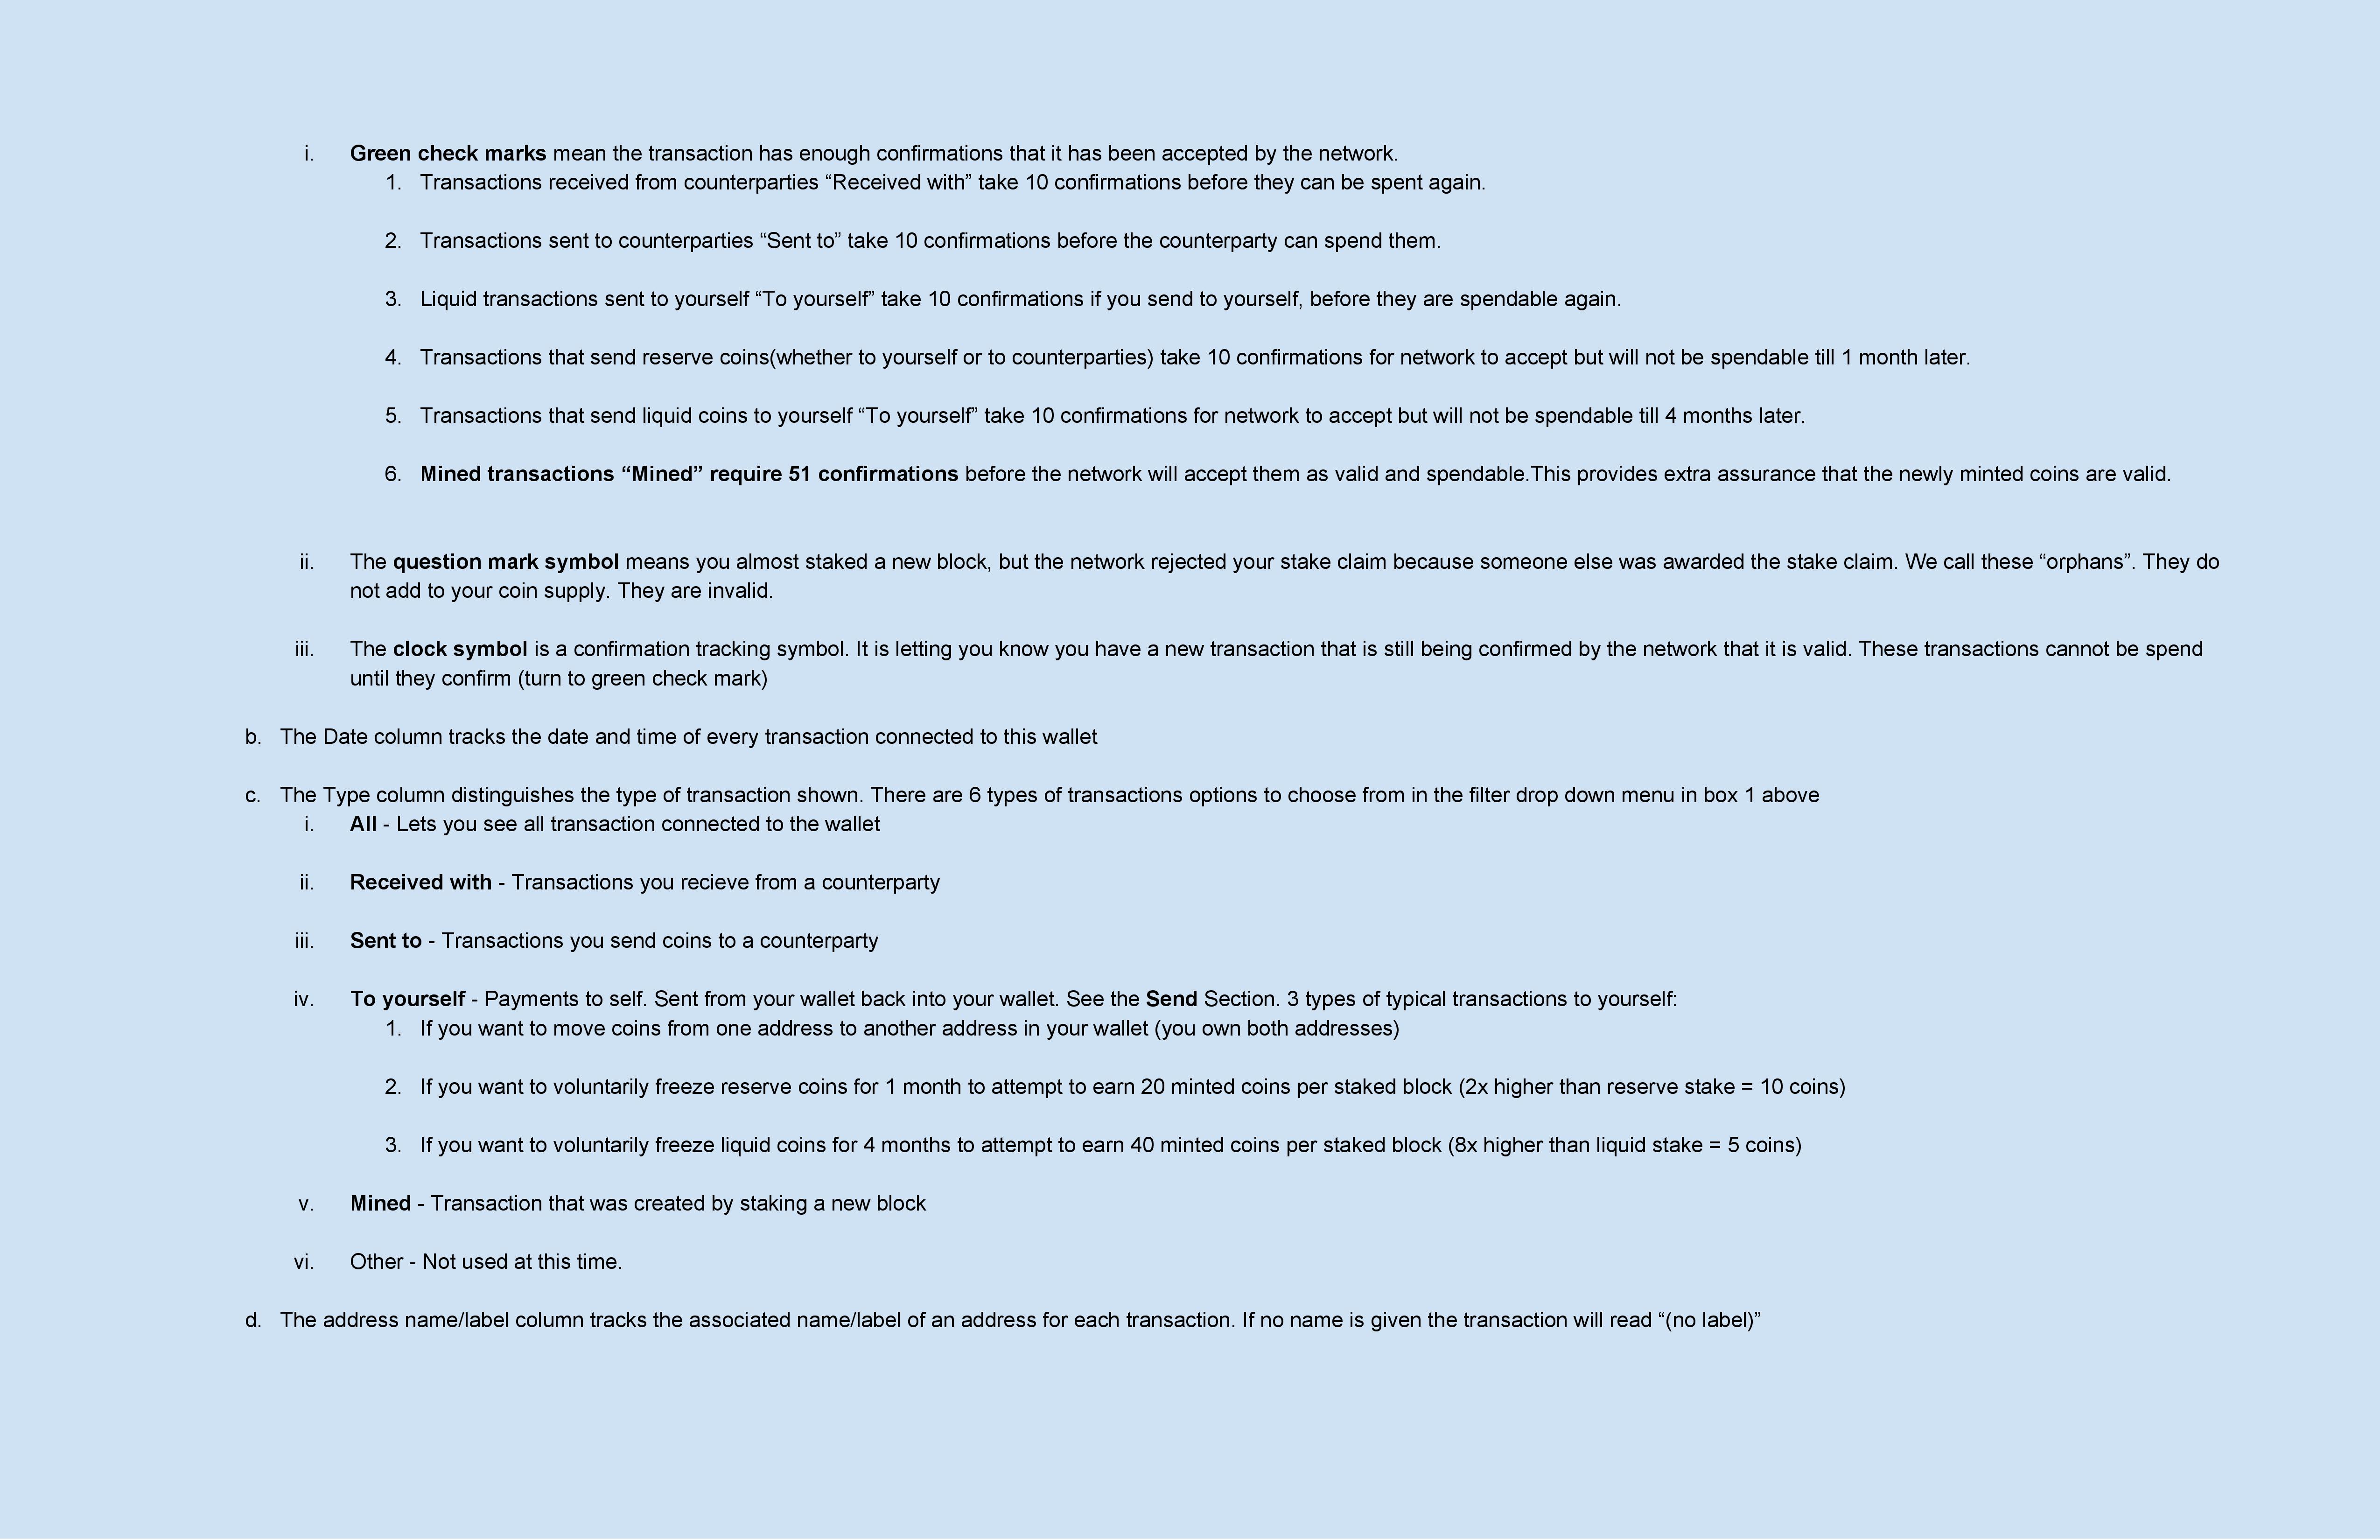 i. Green check marks mean the transaction has enough confirmations that it has been accepted by the network.
1. Transactions received from counterparties “Received with” take 10 confirmations before they can be spent again.
2. Transactions sent to counterparties “Sent to” take 10 confirmations before the counterparty can spend them.
3. Liquid transactions sent to yourself “To yourself” take 10 confirmations if you send to yourself, before they are spendable again.
4. Transactions that send reserve coins(whether to yourself or to counterparties) take 10 confirmations for network to accept but will not be spendable till 1 month later.
5. Transactions that send liquid coins to yourself “To yourself” take 10 confirmations for network to accept but will not be spendable till 4 months later.
6. Mined transactions “Mined” require 51 confirmations before the network will accept them as valid and spendable.This provides extra assurance that the newly minted coins are valid.
ii. The question mark symbol means you almost staked a new block, but the network rejected your stake claim because someone else was awarded the stake claim. We call these “orphans”. They do
not add to your coin supply. They are invalid.
iii. The clock symbol is a confirmation tracking symbol. It is letting you know you have a new transaction that is still being confirmed by the network that it is valid. These transactions cannot be spend
until they confirm (turn to green check mark)
b. The Date column tracks the date and time of every transaction connected to this wallet
c. The Type column distinguishes the type of transaction shown. There are 6 types of transactions options to choose from in the filter drop down menu in box 1 above
i. All - Lets you see all transaction connected to the wallet
ii. Received with - Transactions you recieve from a counterparty
iii. Sent to - Transactions you send coins to a counterparty
iv. To yourself - Payments to self. Sent from your wallet back into your wallet. See the Send Section. 3 types of typical transactions to yourself:
1. If you want to move coins from one address to another address in your wallet (you own both addresses)
2. If you want to voluntarily freeze reserve coins for 1 month to attempt to earn 20 minted coins per staked block (2x higher than reserve stake = 10 coins)
3. If you want to voluntarily freeze liquid coins for 4 months to attempt to earn 40 minted coins per staked block (8x higher than liquid stake = 5 coins)
v. Mined - Transaction that was created by staking a new block
vi. Other - Not used at this time.
d. The address name/label column tracks the associated name/label of an address for each transaction. If no name is given the transaction will read “(no label)”